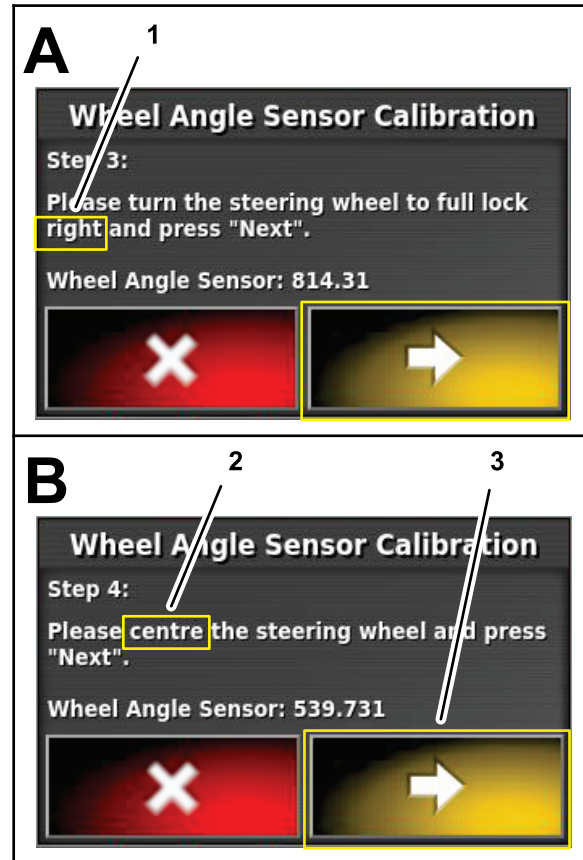 A
1
Wheel Angle Sensor Calibration
Step 3:
Please turn the steering wheel to full lock
right and press "Next".
Wheel Angle Sensor: 814.31
B
2
3
Wheel Angle Sensor Calibration
Step 4:
Please centre the steering wheel and press
"Next".
Wheel Angle Sensor: 539.731